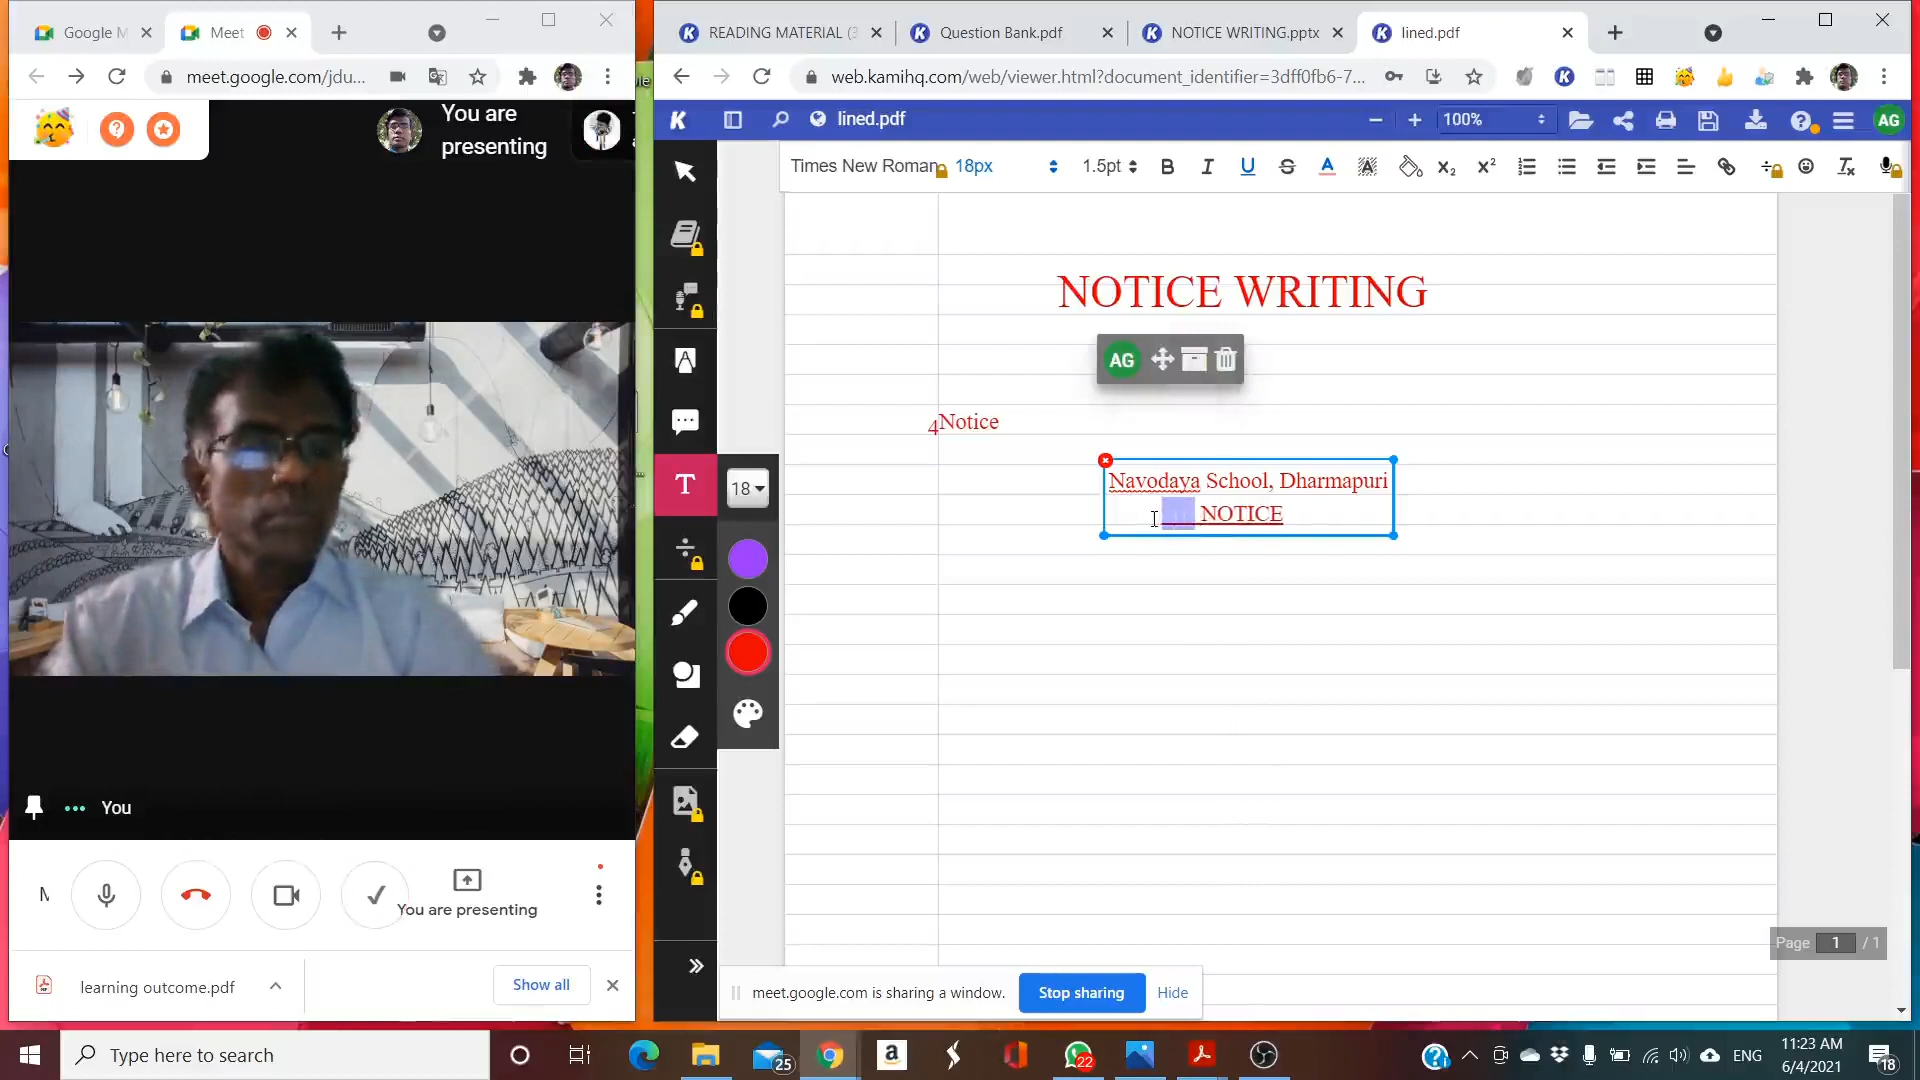 Google M
Meet
READING MATERIAL (3
Question Bank.pdf
NOTICE WRITING.pptx
lined.pdf
meet.google.com/jdu...
web.kamihq.com/web/viewer.html?document_identifier=3dff0fb6-7...
You are
presenting
lined.pdf
100%
AG
Times New Roman
18px
1.5pt
NOTICE WRITING
AG
4Notice
Navodaya School, Dharmapuri
NOTICE
18
You
You are presenting
Page 1 / 1
learning outcome.pdf
Show all
meet.google.com is sharing a window.
Stop sharing
Hide
Type here to search
25
22
ENG
11:23 AM
6/4/2021
18